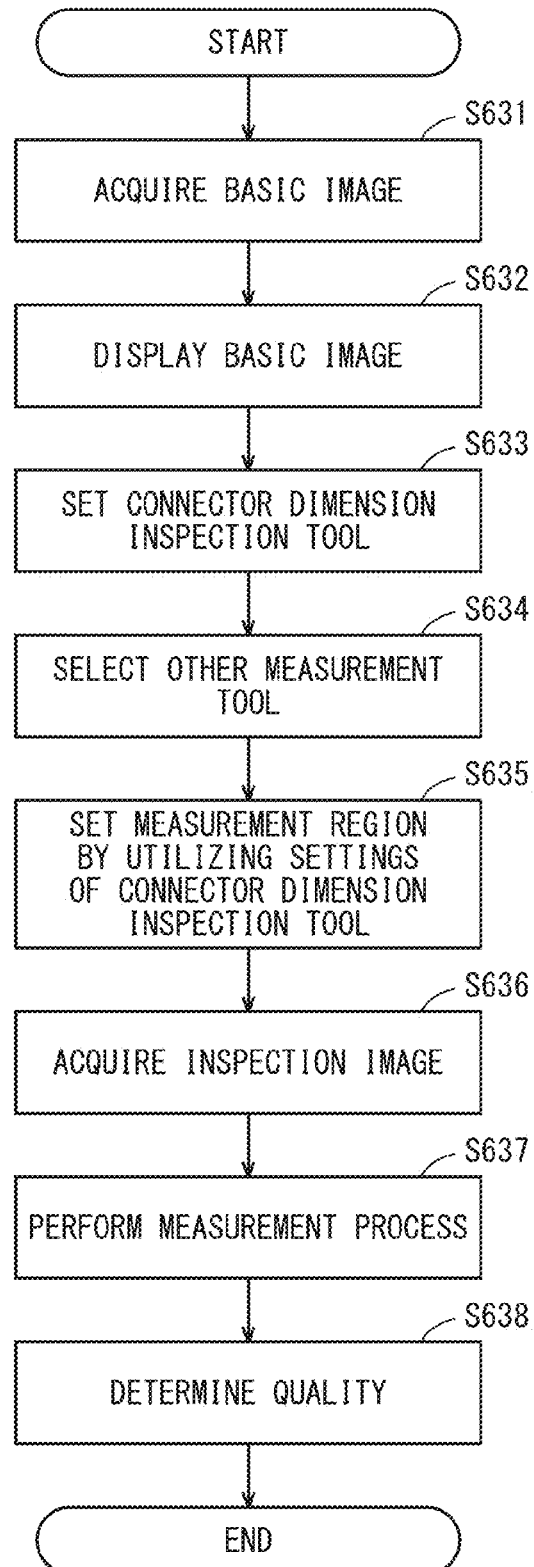 START
S631
ACQUIRE BASIC IMAGE
S632
DISPLAY BASIC IMAGE
S633
SET CONNECTOR DIMENSION
INSPECTION TOOL
S634
SELECT OTHER MEASUREMENT
TOOL
S635
SET MEASUREMENT REGION
BY UTILIZING SETTINGS
OF CONNECTOR DIMENSION
INSPECTION TOOL
S636
ACQUIRE INSPECTION IMAGE
S637
PERFORM MEASUREMENT PROCESS
S638
DETERMINE QUALITY
END